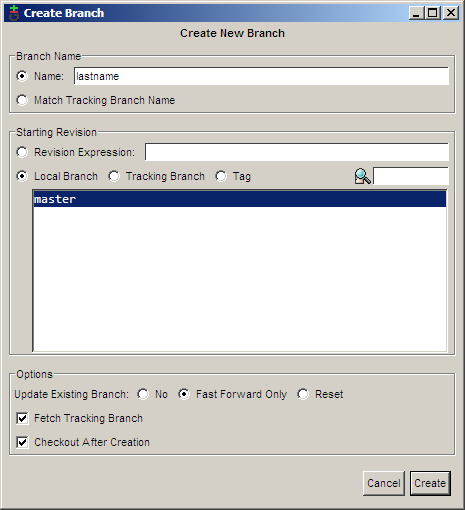 Create Branch
Create New Branch
Branch Name
Name: lastname
Match Tracking Branch Name
Starting Revision
Revision Expression:
Local Branch Tracking Branch Tag
master
Options
Update Existing Branch: No Fast Forward Only Reset
Fetch Tracking Branch
Checkout After Creation
Cancel Create